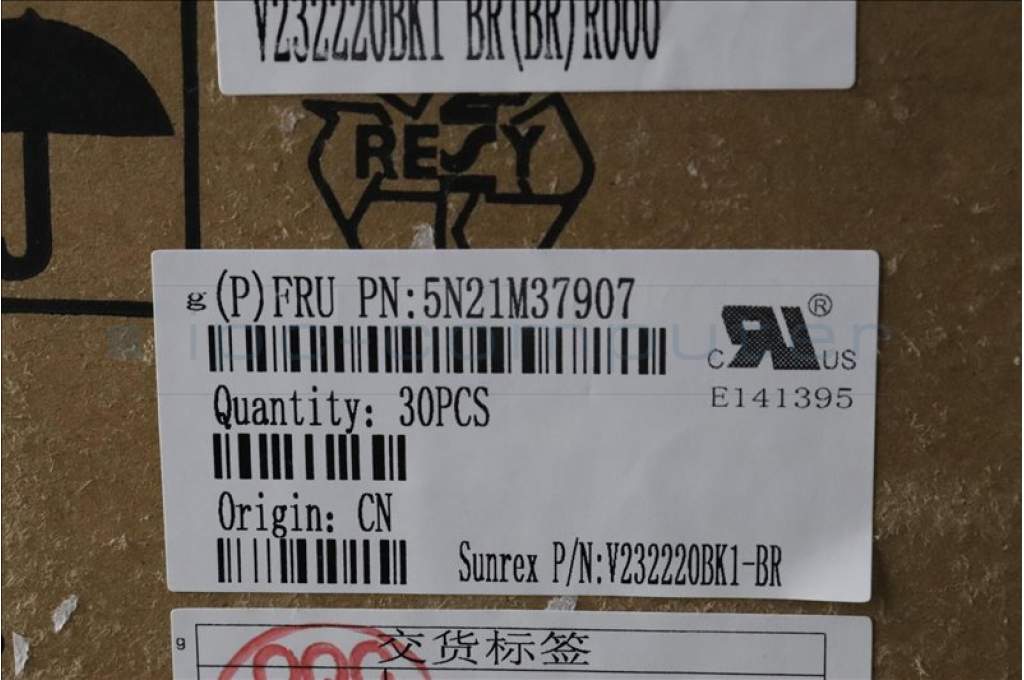 V232220BK1 BR(BR)R000
RESY
g (P)FRU PN:5N21M37907
C US ®
E141395
Quantity: 30PCS
Origin: CN
Sunrex P/N:V232220BK1-BR
g
交货标签